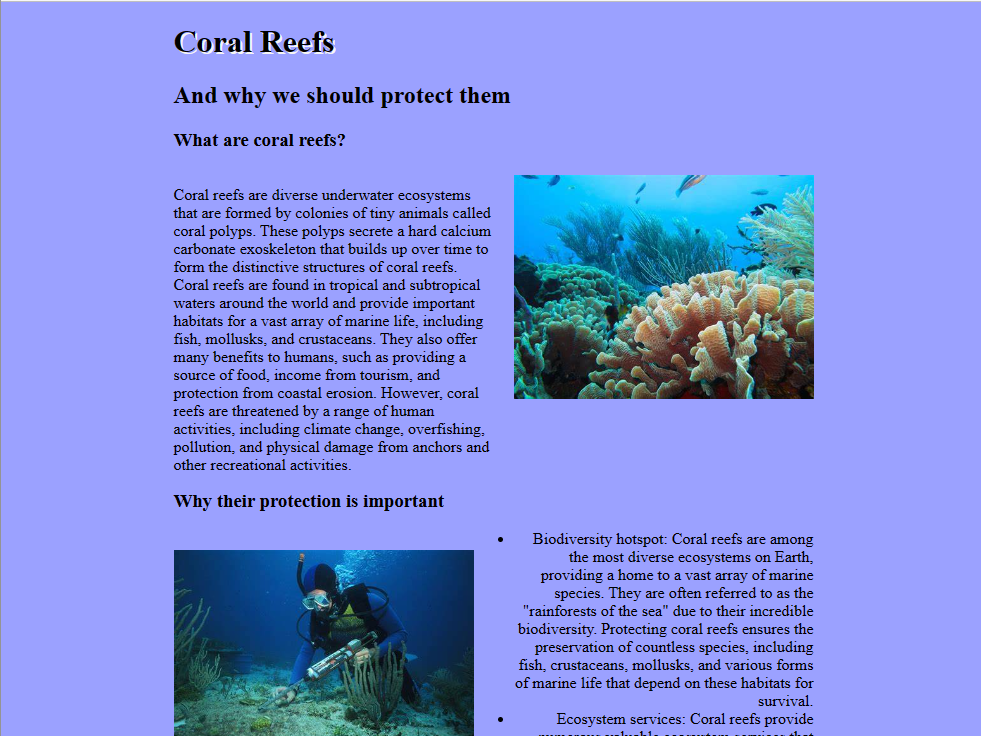 Coral Reefs
And why we should protect them
What are coral reefs?
Coral reefs are diverse underwater ecosystems
that are formed by colonies of tiny animals called
coral polyps. These polyps secrete a hard calcium
carbonate exoskeleton that builds up over time to
form the distinctive structures of coral reefs.
Coral reefs are found in tropical and subtropical
waters around the world and provide important
habitats for a vast array of marine life, including
fish, mollusks, and crustaceans. They also offer
many benefits to humans, such as providing a
source of food, income from tourism, and
protection from coastal erosion. However, coral
reefs are threatened by a range of human
activities, including climate change, overfishing,
pollution, and physical damage from anchors and
other recreational activities.
Why their protection is important
• Biodiversity hotspot: Coral reefs are among
the most diverse ecosystems on Earth,
providing a home to a vast array of marine
species. They are often referred to as the
"rainforests of the sea" due to their incredible
biodiversity. Protecting coral reefs ensures the
preservation of countless species, including
fish, crustaceans, mollusks, and various forms
of marine life that depend on these habitats for
survival.
• Ecosystem services: Coral reefs provide
numerous valuable ecosystem services that